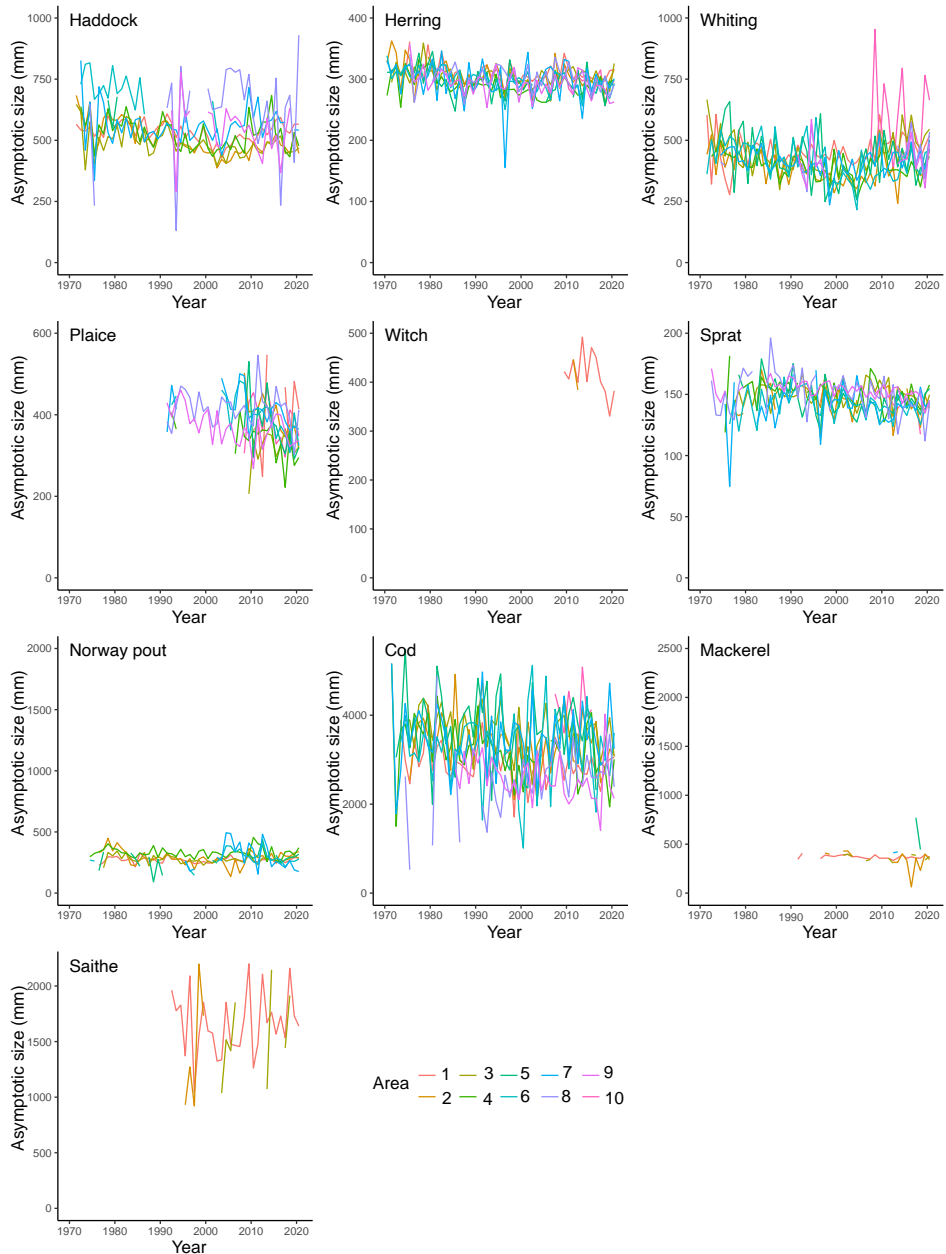 Haddock
Asymptotic size (mm)
1000
750
500
250
0
1970 1980 1990 2000 2010 2020
Year
Herring
Asymptotic size (mm)
400
300
200
100
0
1970 1980 1990 2000 2010 2020
Year
Whiting
Asymptotic size (mm)
1000
750
500
250
0
1970 1980 1990 2000 2010 2020
Year
Plaice
Asymptotic size (mm)
600
400
200
0
1970 1980 1990 2000 2010 2020
Year
Witch
Asymptotic size (mm)
500
400
300
200
100
0
1970 1980 1990 2000 2010 2020
Year
Sprat
Asymptotic size (mm)
200
150
100
50
0
1970 1980 1990 2000 2010 2020
Year
Norway pout
Asymptotic size (mm)
2000
1500
1000
500
0
1970 1980 1990 2000 2010 2020
Year
Cod
Asymptotic size (mm)
4000
2000
0
1970 1980 1990 2000 2010 2020
Year
Mackerel
Asymptotic size (mm)
2500
2000
1500
1000
500
0
1970 1980 1990 2000 2010 2020
Year
Saithe
Asymptotic size (mm)
2000
1500
1000
500
0
1970 1980 1990 2000 2010 2020
Year
Area 1 3 5 7 9
2 4 6 8 10